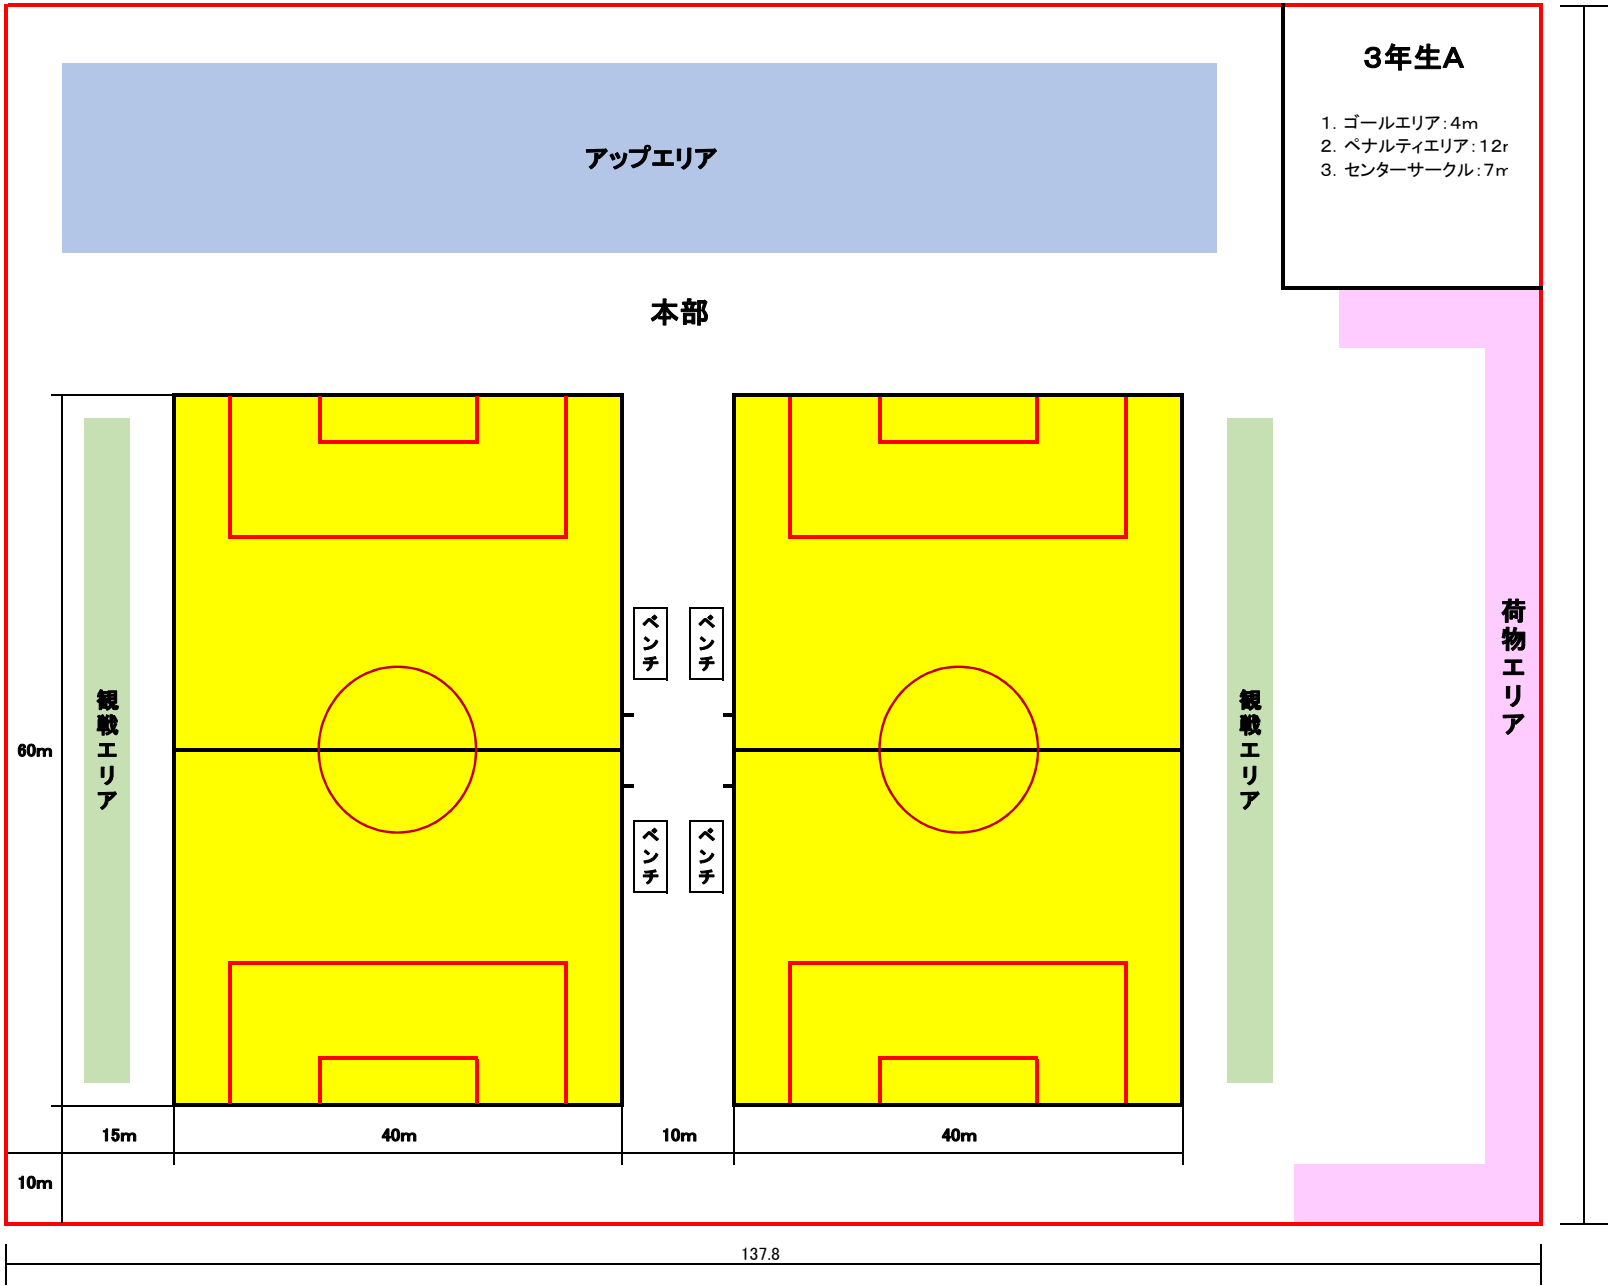 ３年生A
1. ゴールエリア：4m
2. ペナルティエリア：12
3. センターサークル：7m
アップエリア
本部
ベンチ
ベンチ
荷物エリア
観戦エリア
観戦エリア
60m
ベンチ
ベンチ
15m
40m
10m
40m
10m
137.8